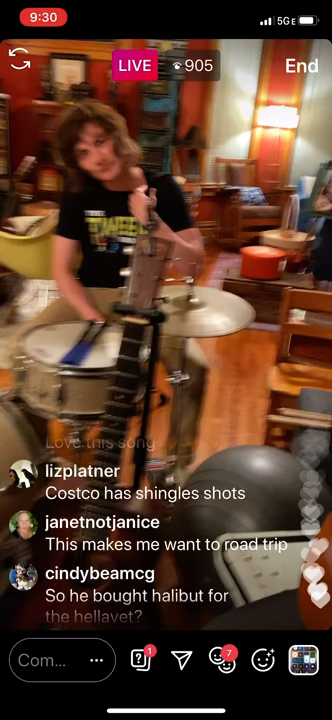 9:30
5G E
LIVE
905
End
TWEED
Love this song
lizplatner
Costco has shingles shots
janetnotjanice
This makes me want to road trip
cindybeamcg
So he bought halibut for
the hellavet?
Com...
1
7